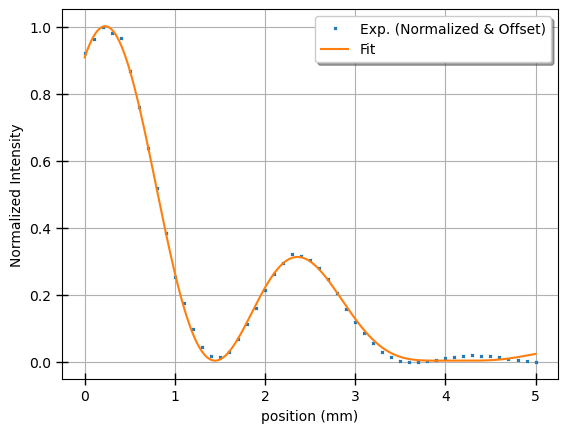 Exp. (Normalized & Offset)
Fit
Normalized Intensity
1.0
0.8
0.6
0.4
0.2
0.0
0 1 2 3 4 5
position (mm)